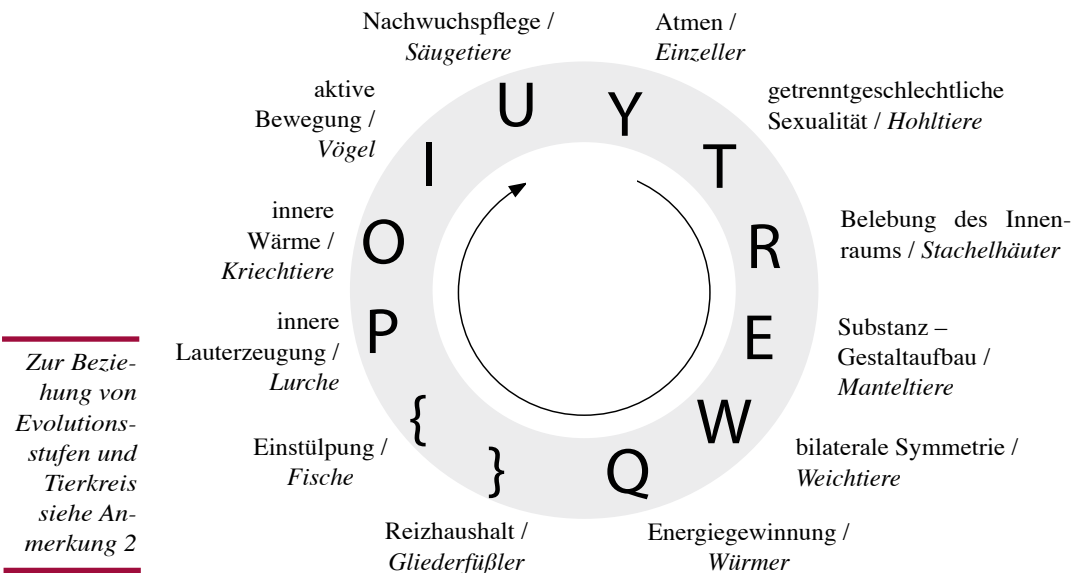 Nachwuchspflege /
Säugetiere
Atmen /
Einzeller
getrenntgeschlechtliche
Sexualität / Hohltiere
Belebung des Innen-
raums / Stachelhäuter
Substanz –
Gestaltaufbau /
Manteltiere
bilaterale Symmetrie /
Weichtiere
Energiegewinnung /
Würmer
Reizhaushalt /
Gliederfüßler
Einstülpung /
Fische
innere
Lauterzeugung /
Lurche
innere
Wärme /
Kriechtiere
aktive
Bewegung /
Vögel
U
Y
T
R
E
W
Q
}
{
P
O
I
Zur Bezie-
hung von
Evolutions-
stufen und
Tierkreis
siehe An-
merkung 2